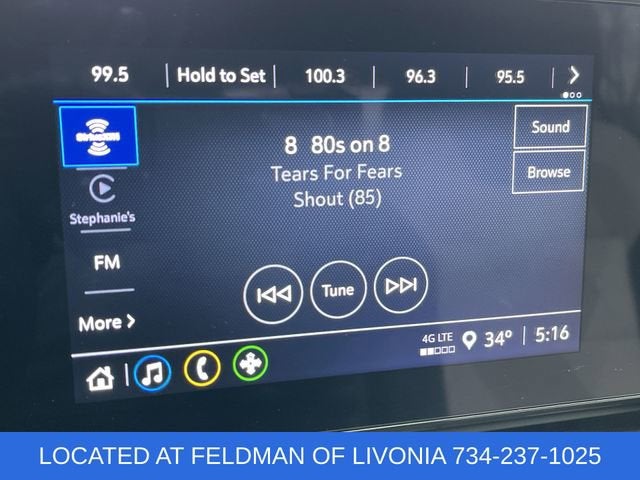 99.5 Hold to Set 100.3 96.3 95.5 >
SiriusXM
8 80s on 8
Sound
Tears For Fears
Browse
Shout (85)
Stephanie's
FM
Tune
More >
4G LTE 34° 5:16
LOCATED AT FELDMAN OF LIVONIA 734-237-1025